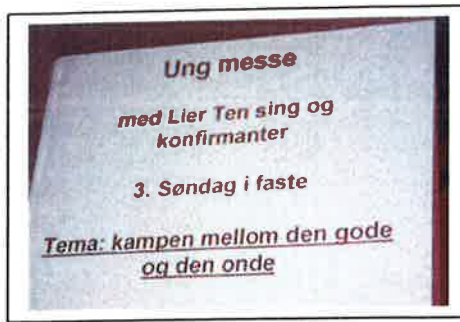 Ung messe
med Lier Ten sing og
konfirmanter
3. Søndag i faste
Tema: kampen mellom den gode
og den onde